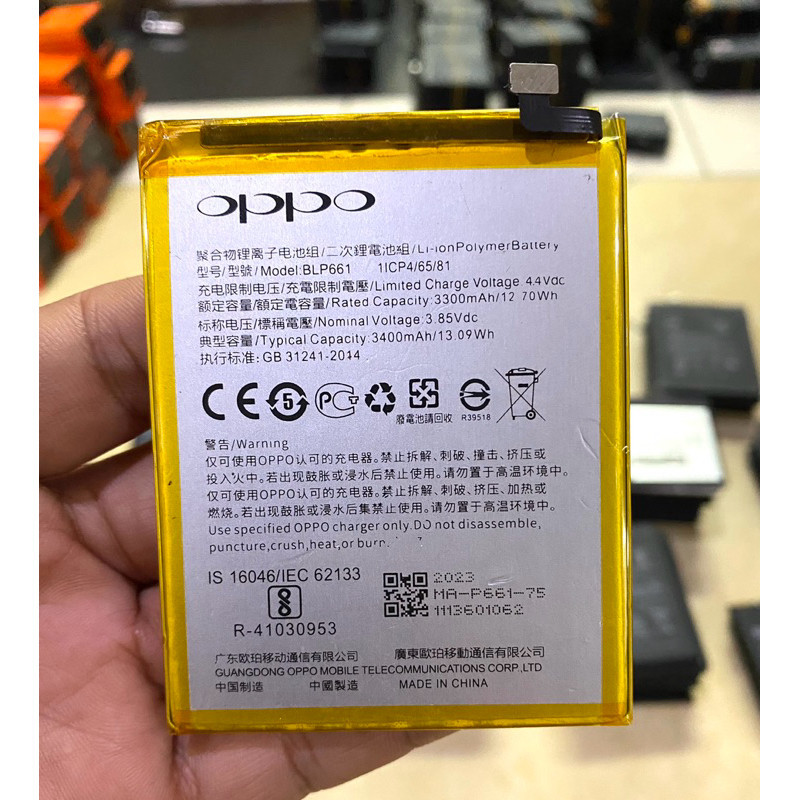 oppo
聚合物锂离子电池组/二次鋰電池組/Li-ionPolymerBattery
型号/型號/Model:BLP661 1ICP4/65/81
充电限制电压/充電限制電壓/Limited Charge Voltage:4.4Vdc
额定容量/額定電容量/Rated Capacity:3300mAh/12.70Wh
标称电压/標稱電壓/Nominal Voltage:3.85Vdc
典型容量/Typical Capacity:3400mAh/13.09Wh
执行标准:GB 31241-2014
CE 5 PCT
廢電池請回收 R39518
警告/Warning
仅可使用OPPO认可的充电器。禁止拆解、刺破、撞击、挤压或
投入火中。若出现鼓胀或浸水后禁止使用。请勿置于高温环境中。
仅可使用OPPO认可的充电器。禁止拆解、刺破、挤压、加热或
燃烧。若出现鼓胀或浸水后禁止使用。请勿置于高温环境中。
Use specified OPPO charger only.DO not disassemble,
puncture,crush,heat,or burn.
IS 16046/IEC 62133
R-41030953
2023
MA-P661-75
1113601062
广东欧珀移动通信有限公司 廣東歐珀移動通信有限公司
GUANGDONG OPPO MOBILE TELECOMMUNICATIONS CORP.,LTD
中国制造 中國製造 MADE IN CHINA